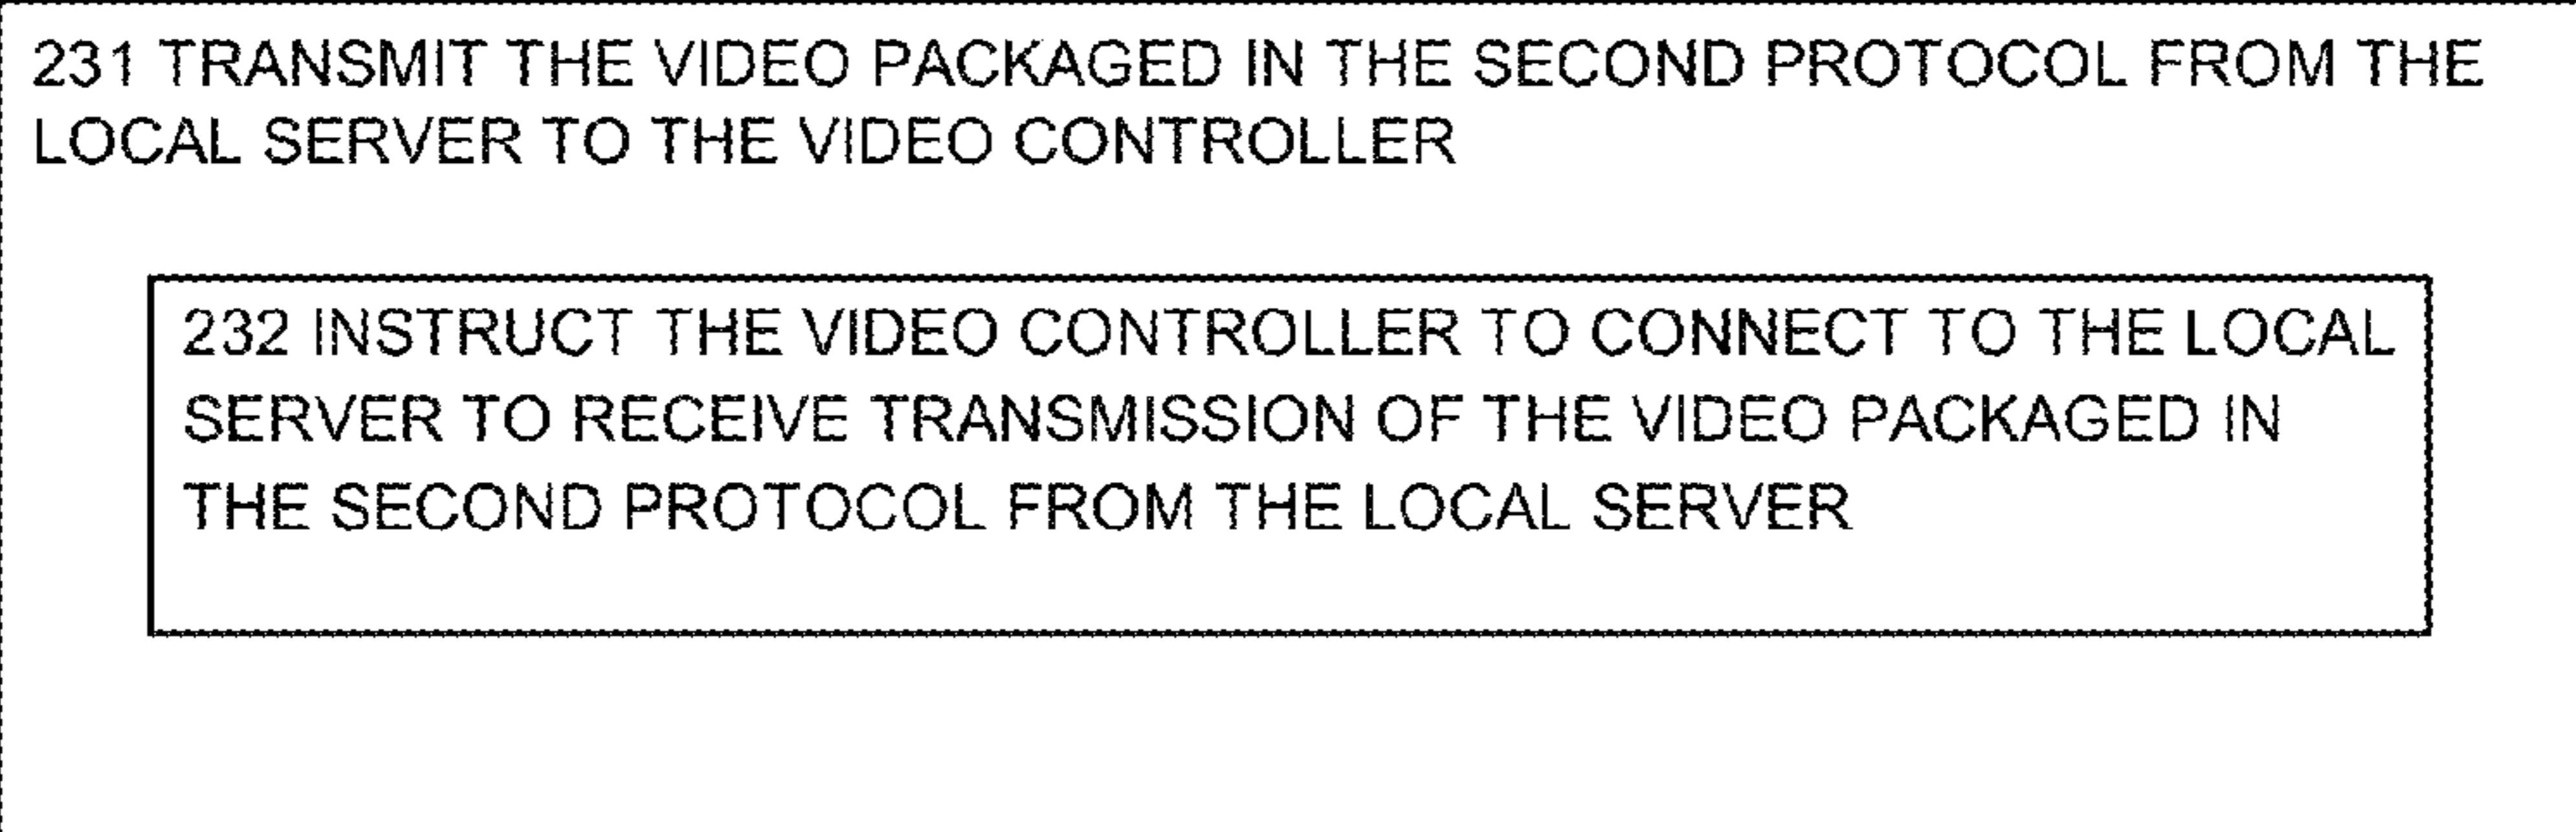 231 TRANSMIT THE VIDEO PACKAGED IN THE SECOND PROTOCOL FROM THE
LOCAL SERVER TO THE VIDEO CONTROLLER
232 INSTRUCT THE VIDEO CONTROLLER TO CONNECT TO THE LOCAL
SERVER TO RECEIVE TRANSMISSION OF THE VIDEO PACKAGED IN
THE SECOND PROTOCOL FROM THE LOCAL SERVER